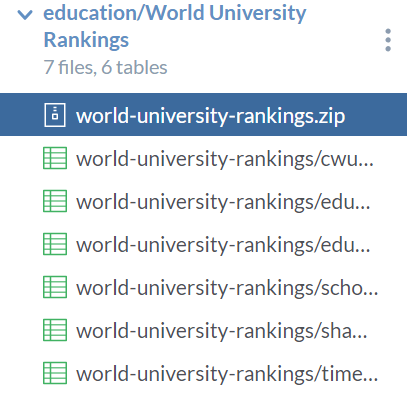 education/World University
Rankings
7 files, 6 tables
world-university-rankings.zip
world-university-rankings/cwu...
world-university-rankings/edu...
world-university-rankings/edu...
world-university-rankings/scho...
world-university-rankings/sha...
world-university-rankings/time...